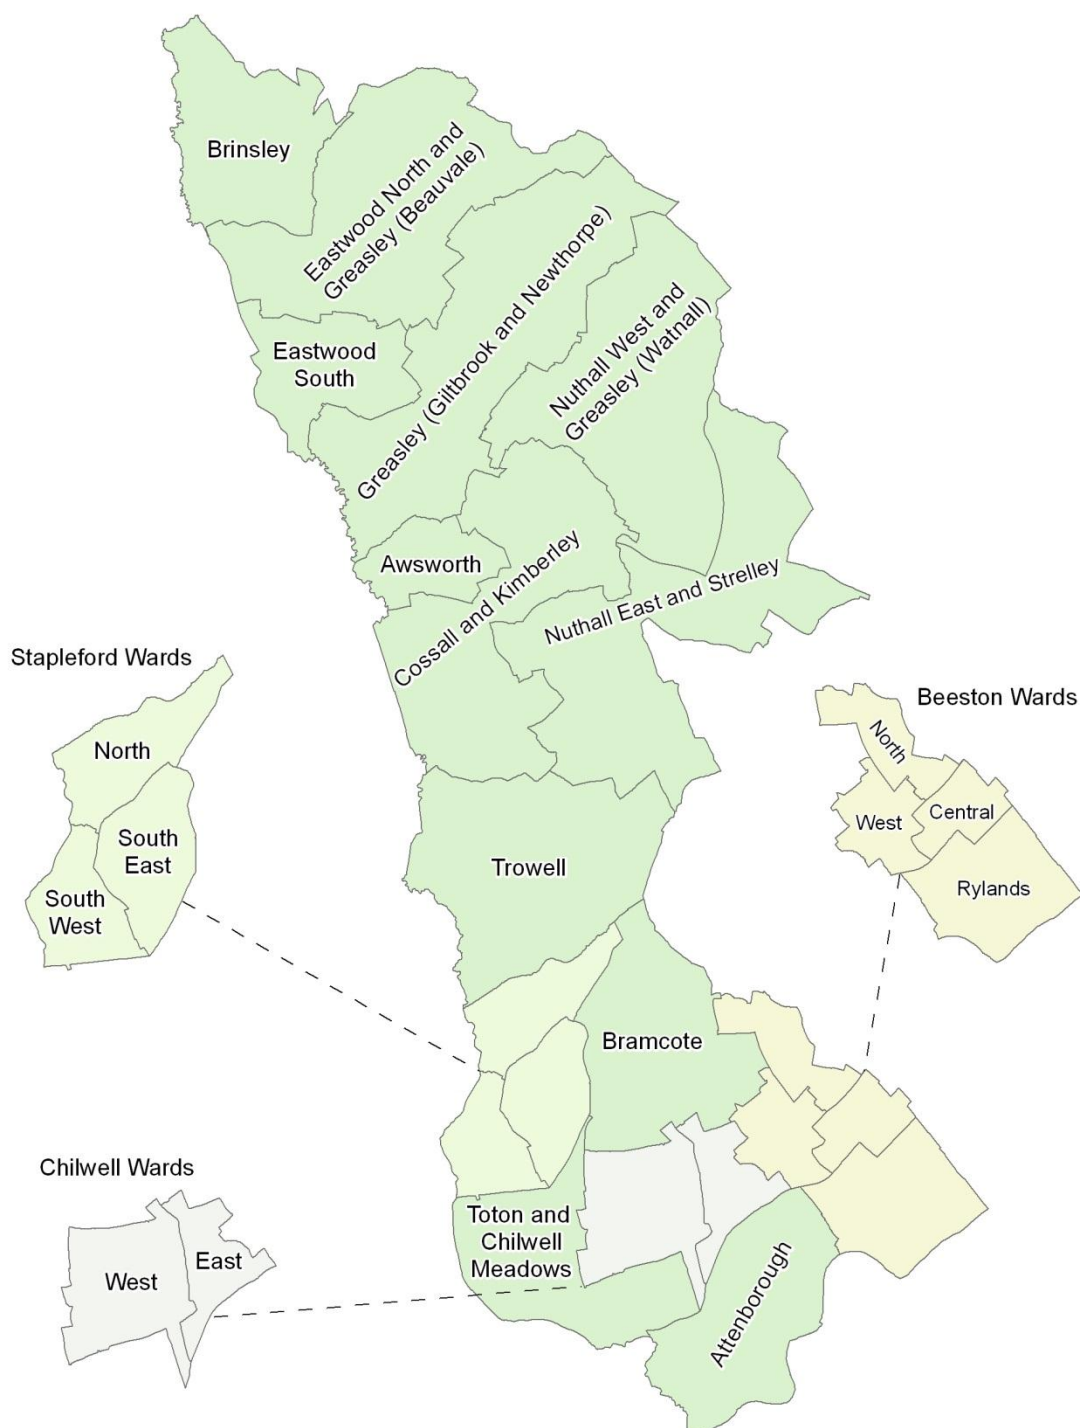 Brinsley
Eastwood North and
Greasley (Beauvale)
Greasley (Giltbrook and Newthorpe)
Eastwood
South
Nuthall West and
Greasley (Watnall)
Awsworth
Cossall and Kimberley
Nuthall East and Strelley
Stapleford Wards
North
South
East
South
West
Beeston Wards
North
West
Central
Rylands
Trowell
Bramcote
Chilwell Wards
West
East
Toton and
Chilwell
Meadows
Attenborough